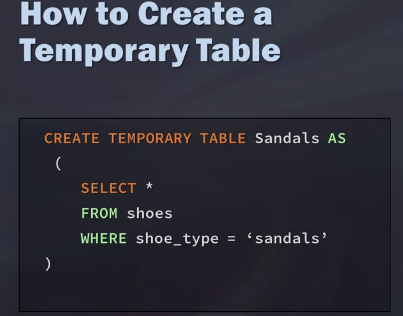 How to Create a
Temporary Table
CREATE TEMPORARY TABLE Sandals AS
(
SELECT *
FROM shoes
WHERE shoe_type = ‘sandals’
)